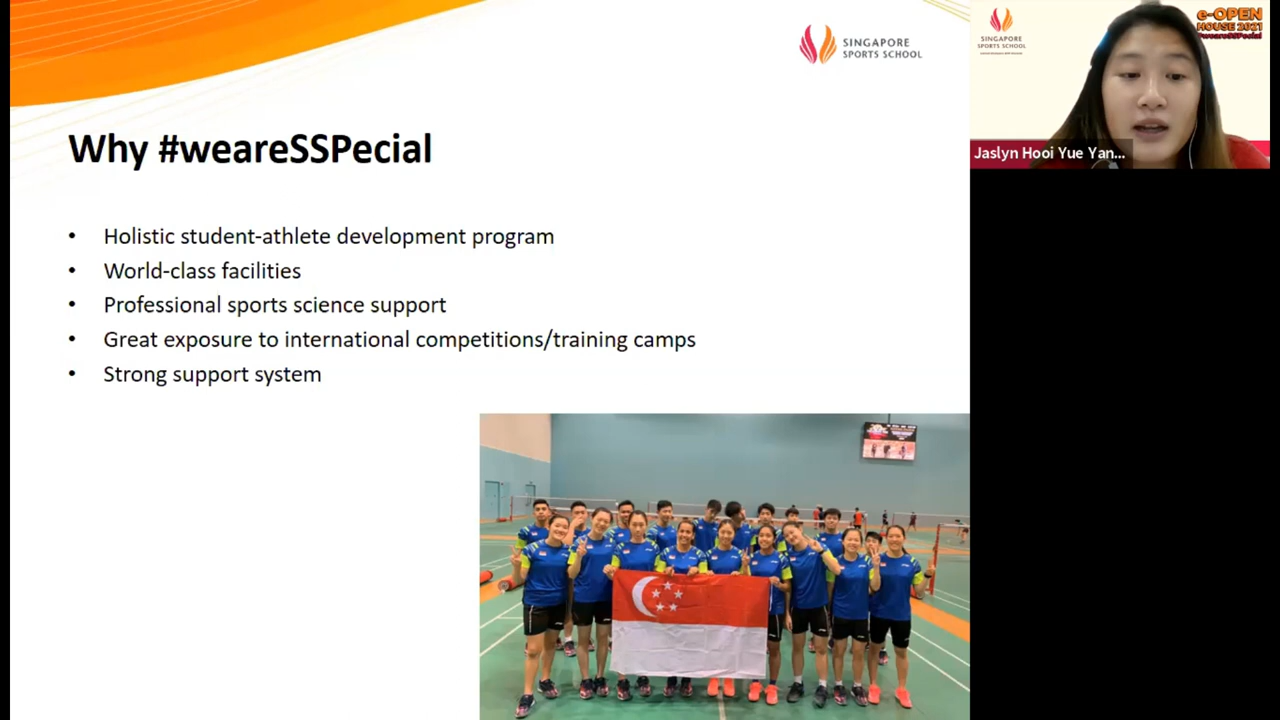 SINGAPORE
SPORTS SCHOOL
SINGAPORE
SPORTS SCHOOL
e-OPEN
HOUSE 2021
#weareSSPecial
Jaslyn Hooi Yue Yan...
Why #weareSSPecial
• Holistic student-athlete development program
• World-class facilities
• Professional sports science support
• Great exposure to international competitions/training camps
• Strong support system